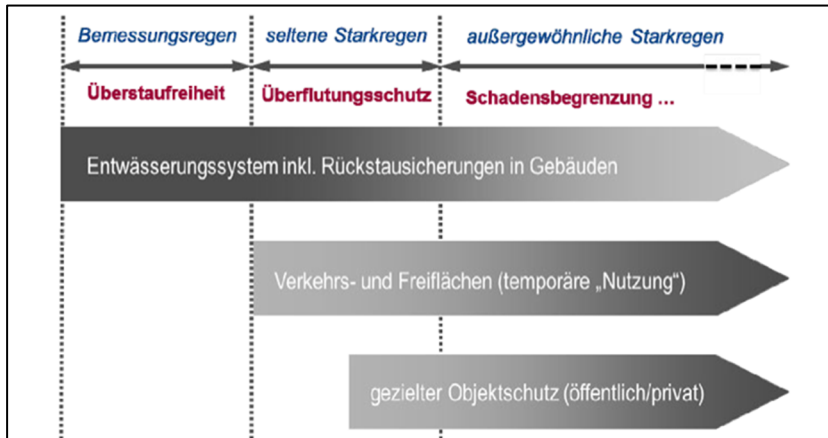 Bemessungsregen seltene Starkregen außergewöhnliche Starkregen
Überstaufreiheit Überflutungsschutz Schadensbegrenzung ...
Entwässerungssystem inkl. Rückstausicherungen in Gebäuden
Verkehrs- und Freiflächen (temporäre „Nutzung“)
gezielter Objektschutz (öffentlich/privat)